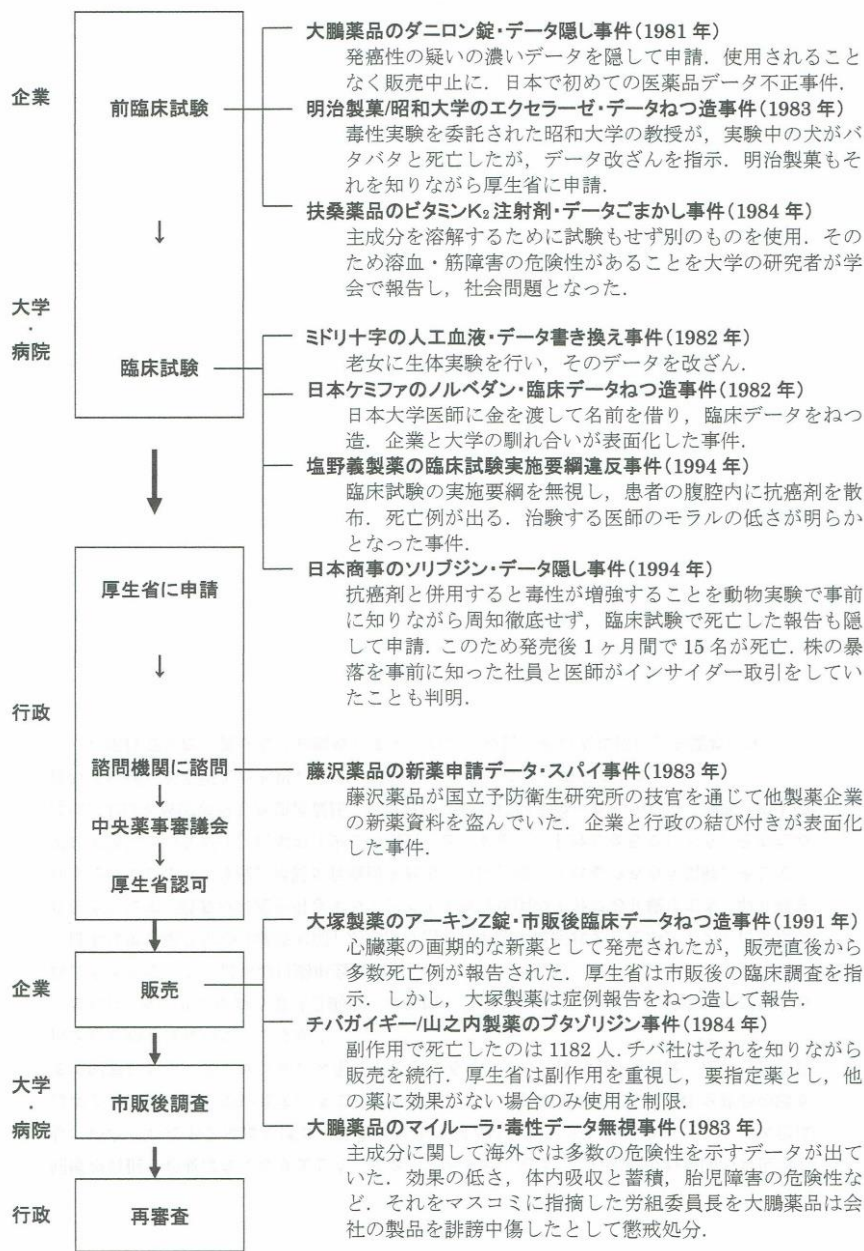 企業
前臨床試験
↓
大学
・
病院
臨床試験
大鵬薬品のダニロン錠・データ隠し事件(1981 年)
発癌性の疑いの濃いデータを隠して申請．使用されること
なく販売中止に．日本で初めての医薬品データ不正事件．
明治製菓/昭和大学のエクセラーゼ・データねつ造事件(1983 年)
毒性実験を委託された昭和大学の教授が，実験中の犬がバ
タバタと死亡したが，データ改ざんを指示．明治製菓もそ
れを知りながら厚生省に申請．
扶桑薬品のビタミンK₂注射剤・データごまかし事件(1984 年)
主成分を溶解するために試験もせず別のものを使用．その
ため溶血・筋障害の危険性があることを大学の研究者が学
会で報告し，社会問題となった．
ミドリ十字の人工血液・データ書き換え事件(1982 年)
老女に生体実験を行い，そのデータを改ざん．
日本ケミファのノルベダン・臨床データねつ造事件(1982 年)
日本大学医師に金を渡して名前を借り，臨床データをねつ
造．企業と大学の馴れ合いが表面化した事件．
塩野義製薬の臨床試験実施要綱違反事件(1994 年)
臨床試験の実施要綱を無視し，患者の腹腔内に抗癌剤を散
布．死亡例が出る．治験する医師のモラルの低さが明らか
となった事件．
日本商事のソリブジン・データ隠し事件(1994 年)
抗癌剤と併用すると毒性が増強することを動物実験で事前
に知りながら周知徹底せず，臨床試験で死亡した報告も隠
して申請．このため発売後 1 ヶ月間で 15 名が死亡．株の暴
落を事前に知った社員と医師がインサイダー取引をしてい
たことも判明．
行政
厚生省に申請
↓
諮問機関に諮問
↓
中央薬事審議会
↓
厚生省認可
藤沢薬品の新薬申請データ・スパイ事件(1983 年)
藤沢薬品が国立予防衛生研究所の技官を通じて他製薬企業
の新薬資料を盗んでいた．企業と行政の結び付きが表面化
した事件．
企業
販売
大塚製薬のアーキンZ錠・市販後臨床データねつ造事件(1991 年)
心臓薬の画期的な新薬として発売されたが，販売直後から
多数死亡例が報告された．厚生省は市販後の臨床調査を指
示．しかし，大塚製薬は症例報告をねつ造して報告．
チバガイギー/山之内製薬のブタゾリジン事件(1984 年)
副作用で死亡したのは 1182 人．チバ社はそれを知りながら
販売を続行．厚生省は副作用を重視し，要指定薬とし，他
の薬に効果がない場合のみ使用を制限．
大鵬薬品のマイルーラ・毒性データ無視事件(1983 年)
主成分に関して海外では多数の危険性を示すデータが出て
いた．効果の低さ，体内吸収と蓄積，胎児障害の危険性な
ど．それをマスコミに指摘した労組委員長を大鵬薬品は会
社の製品を誹謗中傷したとして懲戒処分．
大学
・
病院
市販後調査
行政
再審査